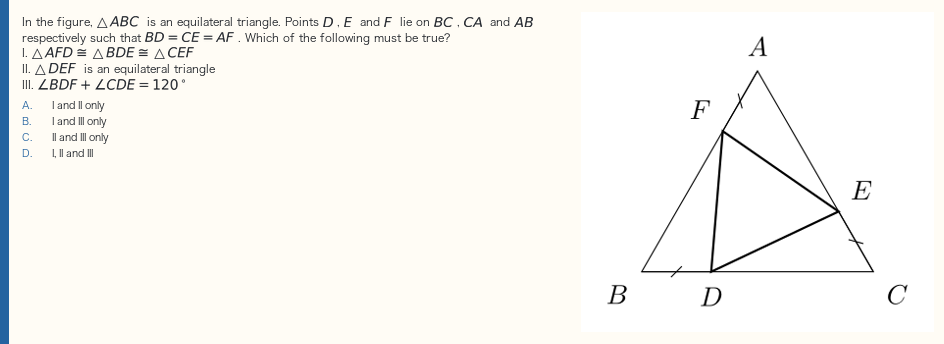 In the figure, △ABC is an equilateral triangle. Points D , E and F lie on BC , CA and AB
respectively such that BD = CE = AF . Which of the following must be true?
I. △AFD ≅ △BDE ≅ △CEF
II. △DEF is an equilateral triangle
III. ∠BDF + ∠CDE = 120°
A. I and II only
B. I and III only
C. II and III only
D. I, II and III
A
F
E
B
D
C